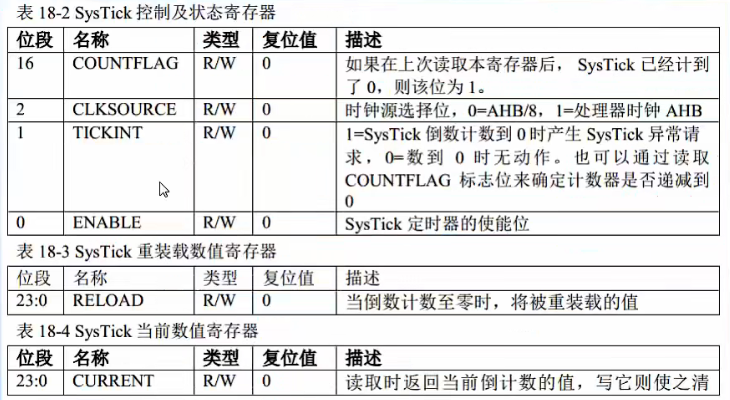 表 18-2 SysTick 控制及状态寄存器
位段 名称 类型 复位值 描述
16 COUNTFLAG R/W 0 如果在上次读取本寄存器后， SysTick 已经计到
了 0，则该位为 1。
2 CLKSOURCE R/W 0 时钟源选择位，0=AHB/8，1=处理器时钟 AHB
1 TICKINT R/W 0 1=SysTick 倒数计数到 0 时产生 SysTick 异常请
求，0=数到 0 时无动作。也可以通过读取
COUNTFLAG 标志位来确定计数器是否递减到
0
0 ENABLE R/W 0 SysTick 定时器的使能位
表 18-3 SysTick 重装载数值寄存器
位段 名称 类型 复位值 描述
23:0 RELOAD R/W 0 当倒数计数至零时，将被重装载的值
表 18-4 SysTick 当前数值寄存器
位段 名称 类型 复位值 描述
23:0 CURRENT R/W 0 读取时返回当前倒计数的值，写它则使之清